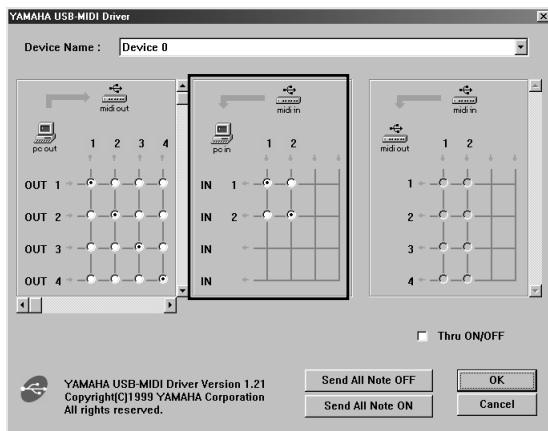 YAMAHA USB-MIDI Driver
Device Name : Device 0
midi out
pc out 1 2 3 4
OUT 1
OUT 2
OUT 3
OUT 4
midi in
pc in 1 2
IN 1
IN 2
IN
IN
midi in
midi out 1 2
1
2
3
4
Thru ON/OFF
YAMAHA USB-MIDI Driver Version 1.21
Copyright(C)1999 YAMAHA Corporation
All rights reserved.
Send All Note OFF
OK
Send All Note ON
Cancel